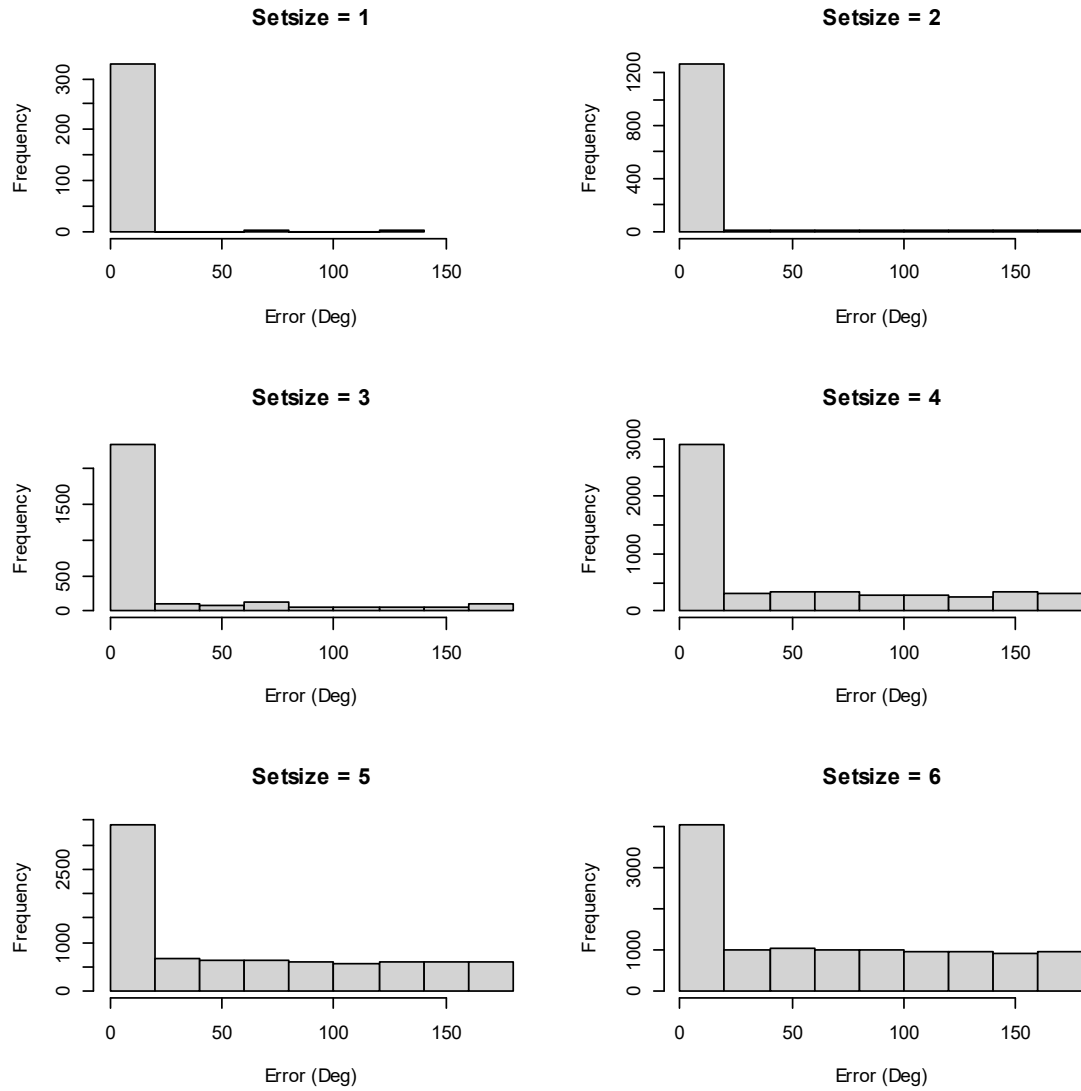 Setsize = 1
Frequency
0
100
200
300
0
50
100
150
Error (Deg)
Setsize = 2
Frequency
0
400
800
1200
0
50
100
150
Error (Deg)
Setsize = 3
Frequency
0
500
1500
0
50
100
150
Error (Deg)
Setsize = 4
Frequency
0
1000
2000
3000
0
50
100
150
Error (Deg)
Setsize = 5
Frequency
0
1000
2500
0
50
100
150
Error (Deg)
Setsize = 6
Frequency
0
1000
3000
0
50
100
150
Error (Deg)